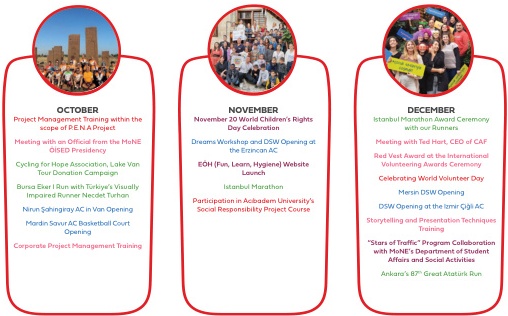 OCTOBER
Project Management Training within the
scope of P.E.N.A Project
Meeting with an Official from the MoNE
ÖİSED Presidency
Cycling for Hope Association, Lake Van
Tour Donation Campaign
Bursa Eker I Run with Türkiye's Visually
Impaired Runner Necdet Turhan
Nirun Şahingiray AC in Van Opening
Mardin Savur AC Basketball Court
Opening
Corporate Project Management Training
NOVEMBER
November 20 World Children's Rights
Day Celebration
Dreams Workshop and DSW Opening at
the Erzincan AC
EÖH (Fun, Learn, Hygiene) Website
Launch
Istanbul Marathon
Participation in Acıbadem University's
Social Responsibility Project Course
DECEMBER
Istanbul Marathon Award Ceremony
with our Runners
Meeting with Ted Hart, CEO of CAF
Red Vest Award at the International
Volunteering Awards Ceremony
Celebrating World Volunteer Day
Mersin DSW Opening
DSW Opening at the Izmir Çiğli AC
Storytelling and Presentation Techniques
Training
"Stars of Traffic" Program Collaboration
with MoNE's Department of Student
Affairs and Social Activities
Ankara's 87th Great Atatürk Run